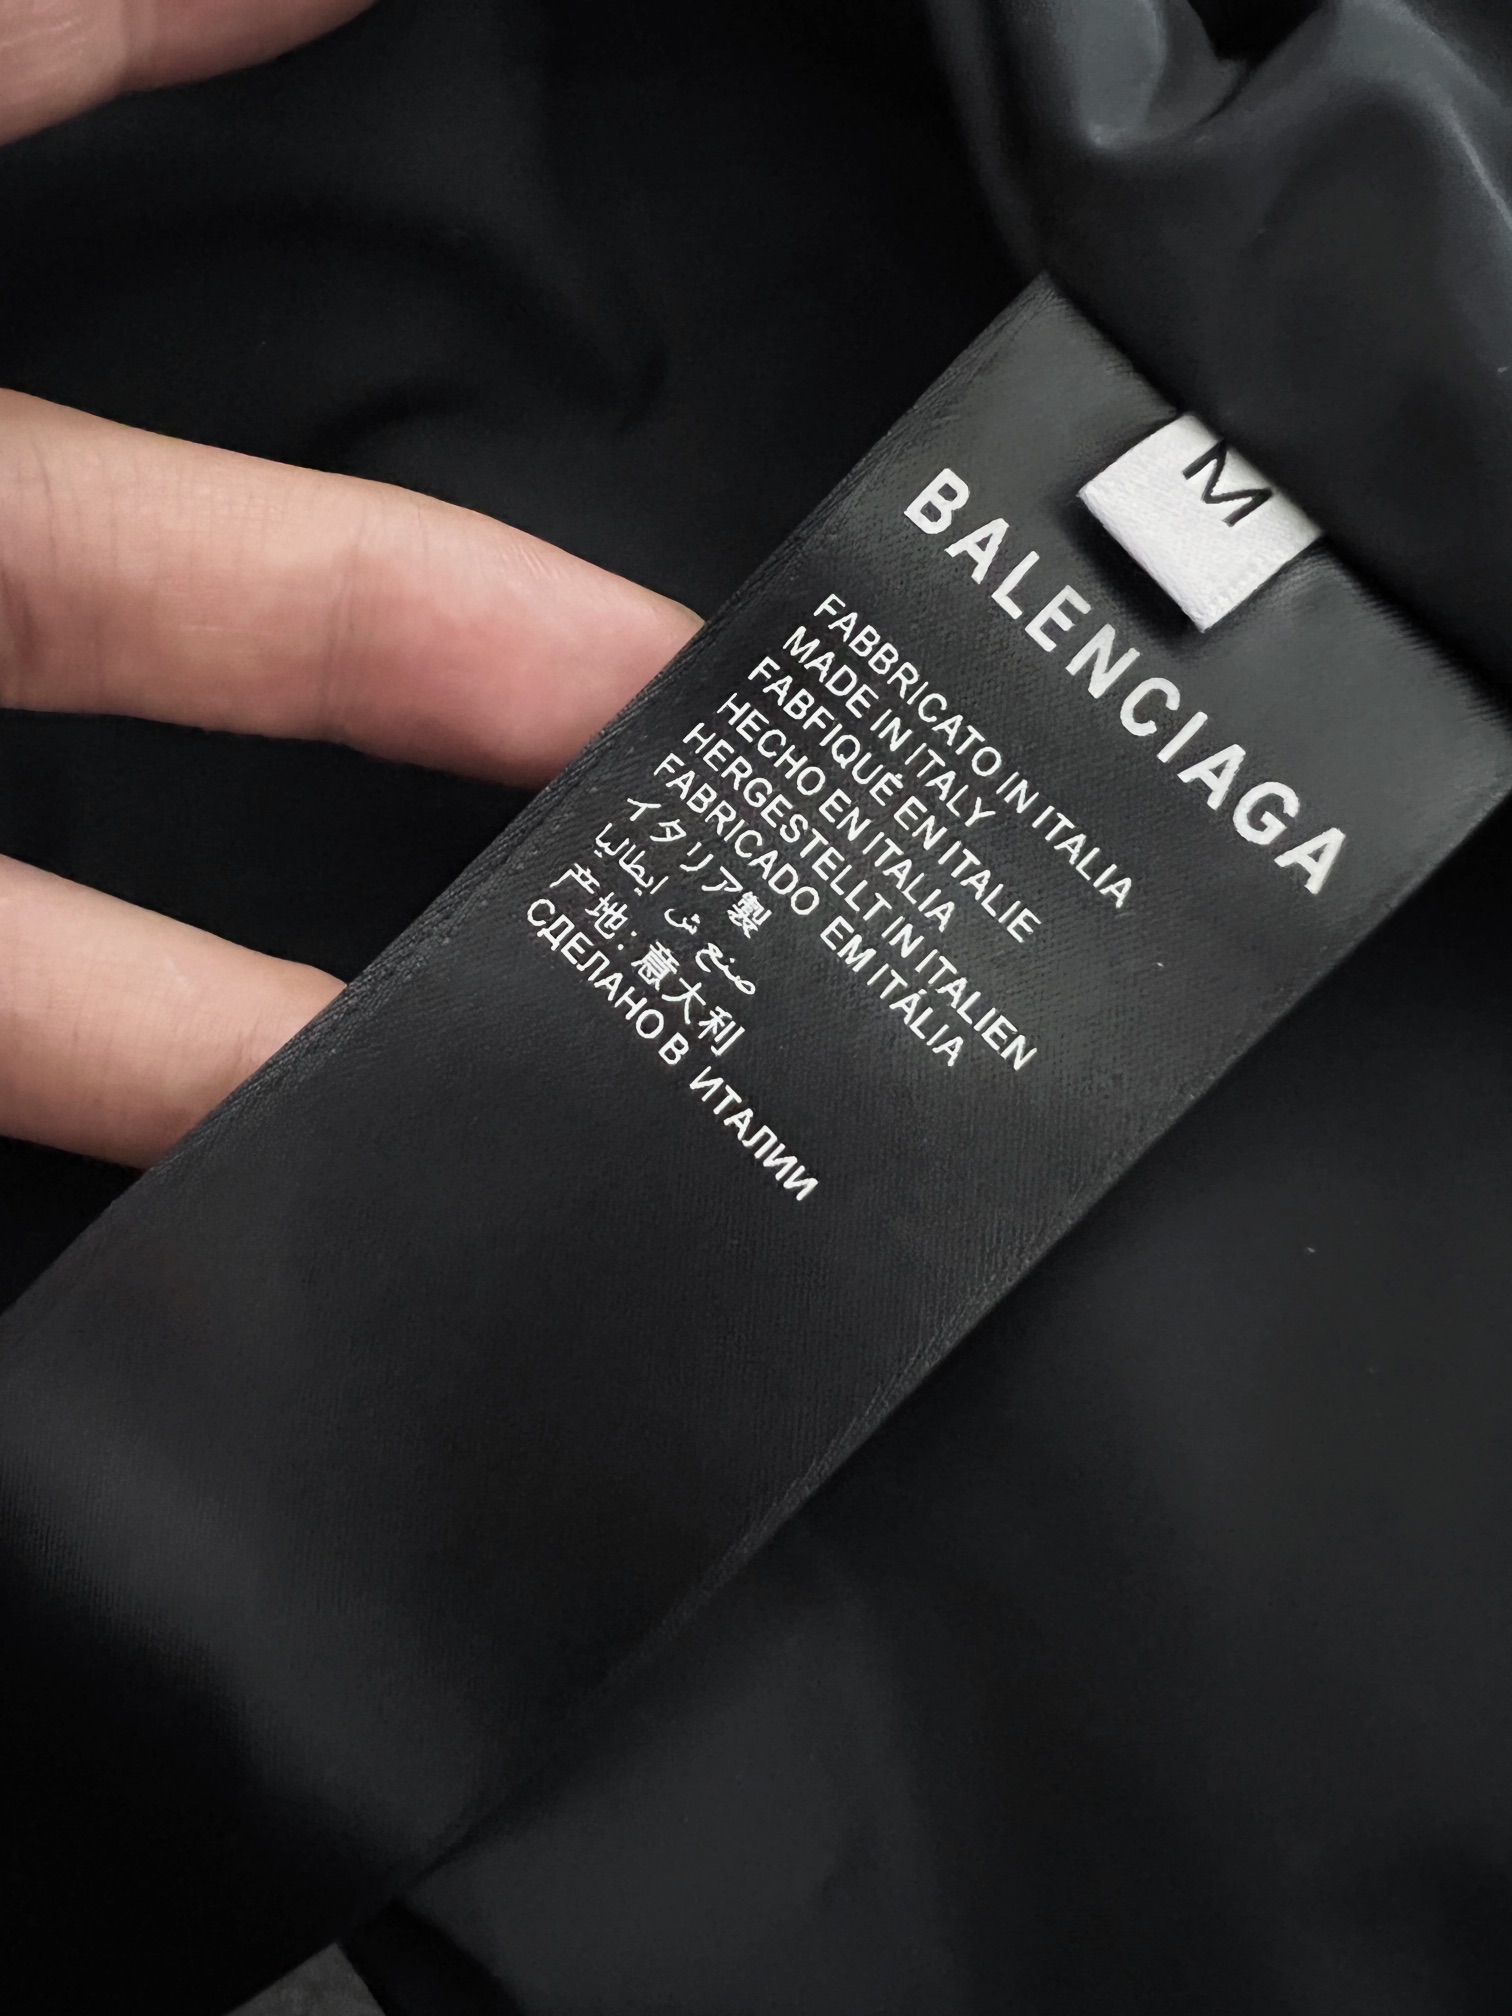 M
BALENCIAGA
FABBRICATO IN ITALIA
MADE IN ITALY
FABFIQUÉ EN ITALIE
HECHO EN ITALIA
HERGESTELLT IN ITALIEN
FABRICADO EM ITÁLIA
イタリア製
صنع ش إيطاليا
产地:意大利
СДЕЛАНО В ИТАЛИИ